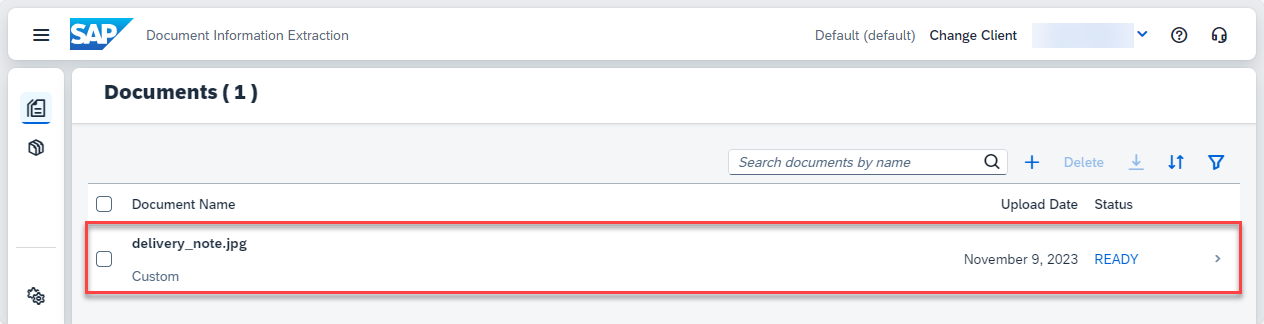 SAP Document Information Extraction Default (default) Change Client
Documents ( 1 )
Search documents by name Delete
Document Name Upload Date Status
delivery_note.jpg
November 9, 2023 READY
Custom